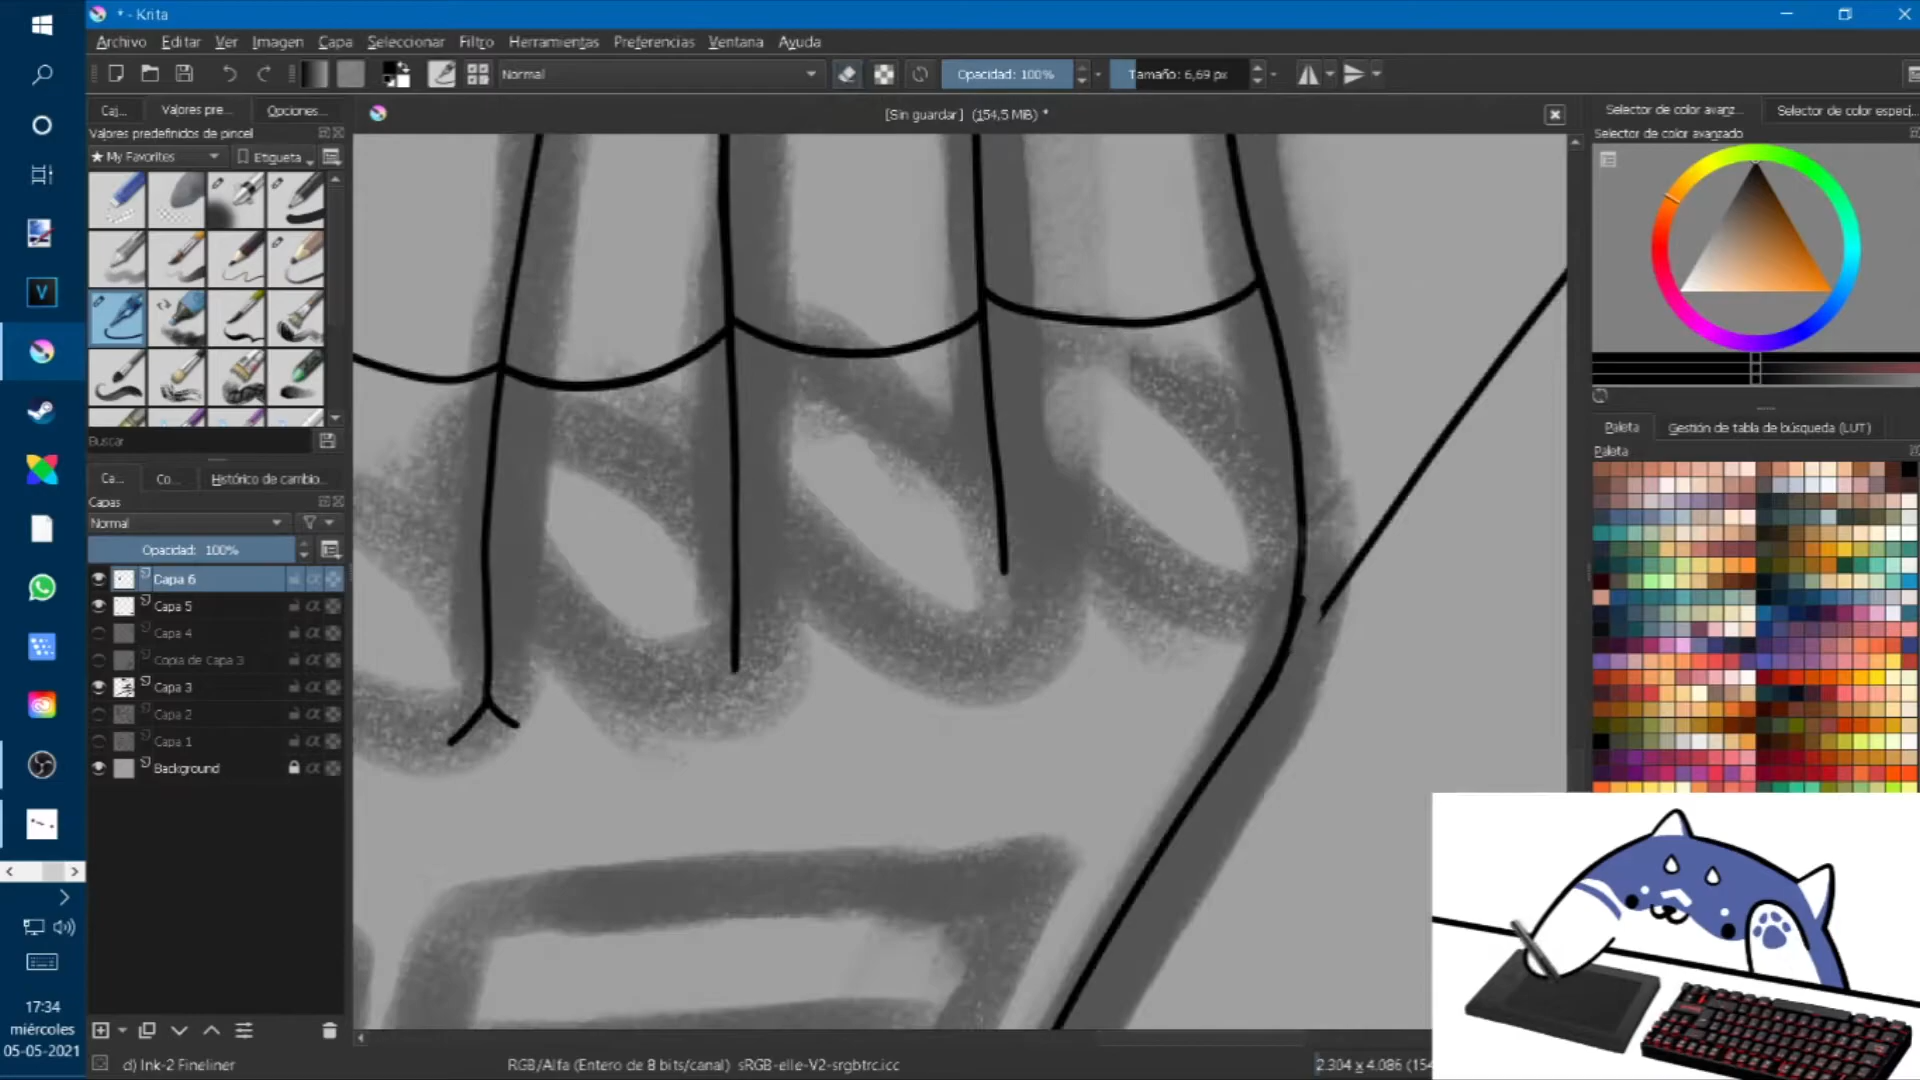 * - Krita
Archivo Editar Ver Imagen Capa Seleccionar Filtro Herramientas Preferencias Ventana Ayuda
Normal
Opacidad: 100%
Tamaño: 6,69 px
Caj...
Valores pre...
Opciones...
[Sin guardar] (154,5 MiB) *
Selector de color avanz...
Selector de color especi...
Valores predefinidos de pincel
Selector de color avanzado
★ My Favorites
Etiqueta
Buscar
Paleta
Gestión de tabla de búsqueda (LUT)
Paleta
Ca...
Co...
Histórico de cambio...
Capas
Normal
Opacidad: 100%
Capa 6
Capa 5
Capa 4
Copia de Capa 3
Capa 3
Capa 2
Capa 1
Background
17:34
miércoles
05-05-2021
d) Ink-2 Fineliner
RGB/Alfa (Entero de 8 bits/canal) sRGB-elle-V2-srgbtrc.icc
2.304 x 4.086 (154
V